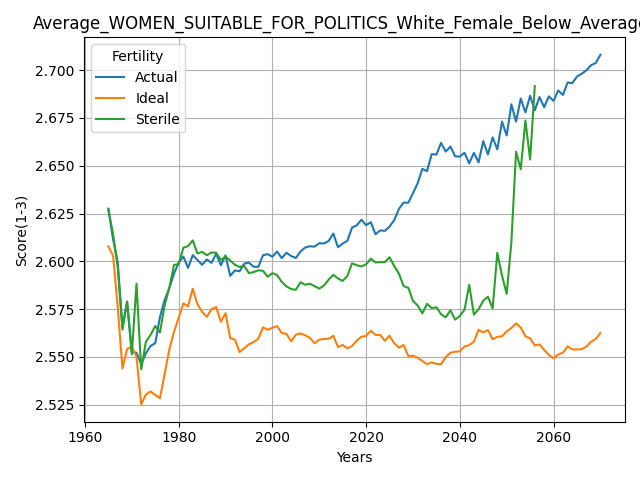 Average_WOMEN_SUITABLE_FOR_POLITICS_White_Female_Below_Average
Fertility
Actual
Ideal
Sterile
Score(1-3)
2.700
2.675
2.650
2.625
2.600
2.575
2.550
2.525
1960 1980 2000 2020 2040 2060
Years